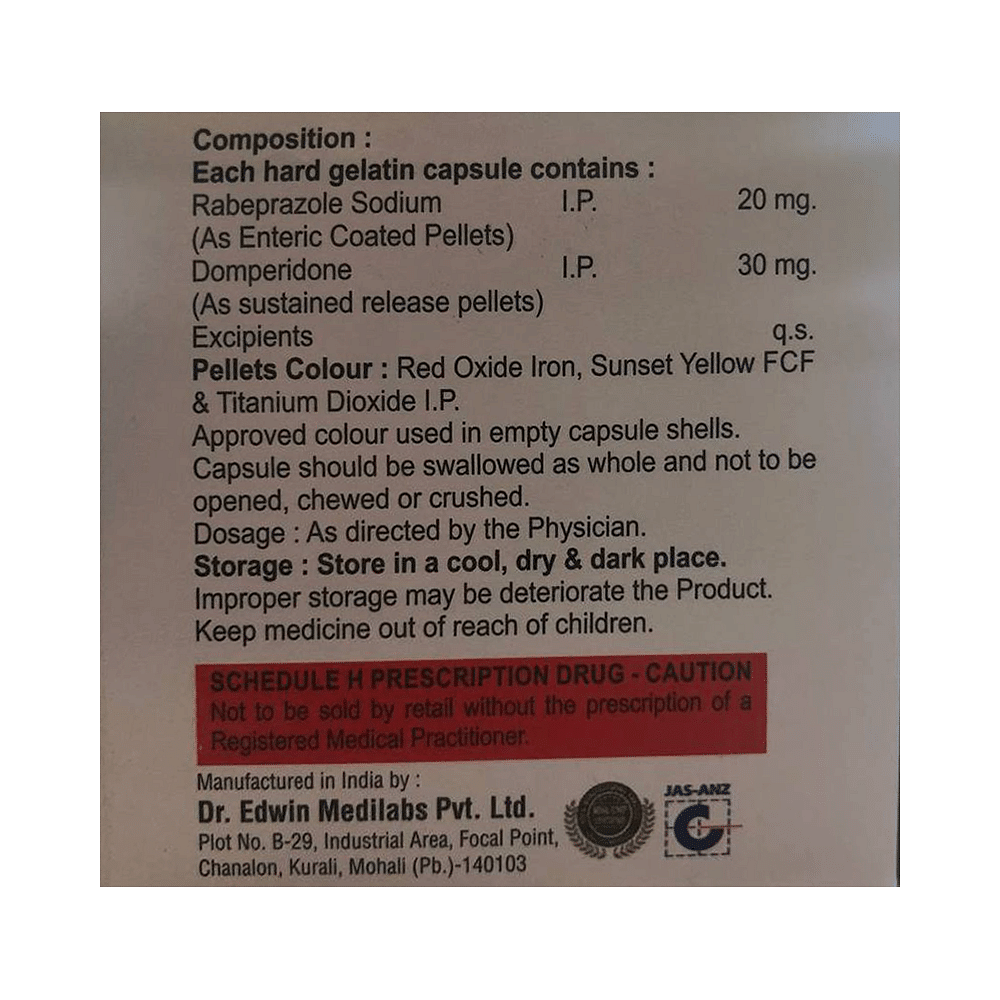 Composition :
Each hard gelatin capsule contains :
Rabeprazole Sodium I.P. 20 mg.
(As Enteric Coated Pellets)
Domperidone I.P. 30 mg.
(As sustained release pellets)
Excipients q.s.
Pellets Colour : Red Oxide Iron, Sunset Yellow FCF
& Titanium Dioxide I.P.
Approved colour used in empty capsule shells.
Capsule should be swallowed as whole and not to be
opened, chewed or crushed.
Dosage : As directed by the Physician.
Storage : Store in a cool, dry & dark place.
Improper storage may be deteriorate the Product.
Keep medicine out of reach of children.
SCHEDULE H PRESCRIPTION DRUG - CAUTION
Not to be sold by retail without the prescription of a
Registered Medical Practitioner.
Manufactured in India by :
Dr. Edwin Medilabs Pvt. Ltd.
Plot No. B-29, Industrial Area, Focal Point,
Chanalon, Kurali, Mohali (Pb.)-140103
JAS-ANZ